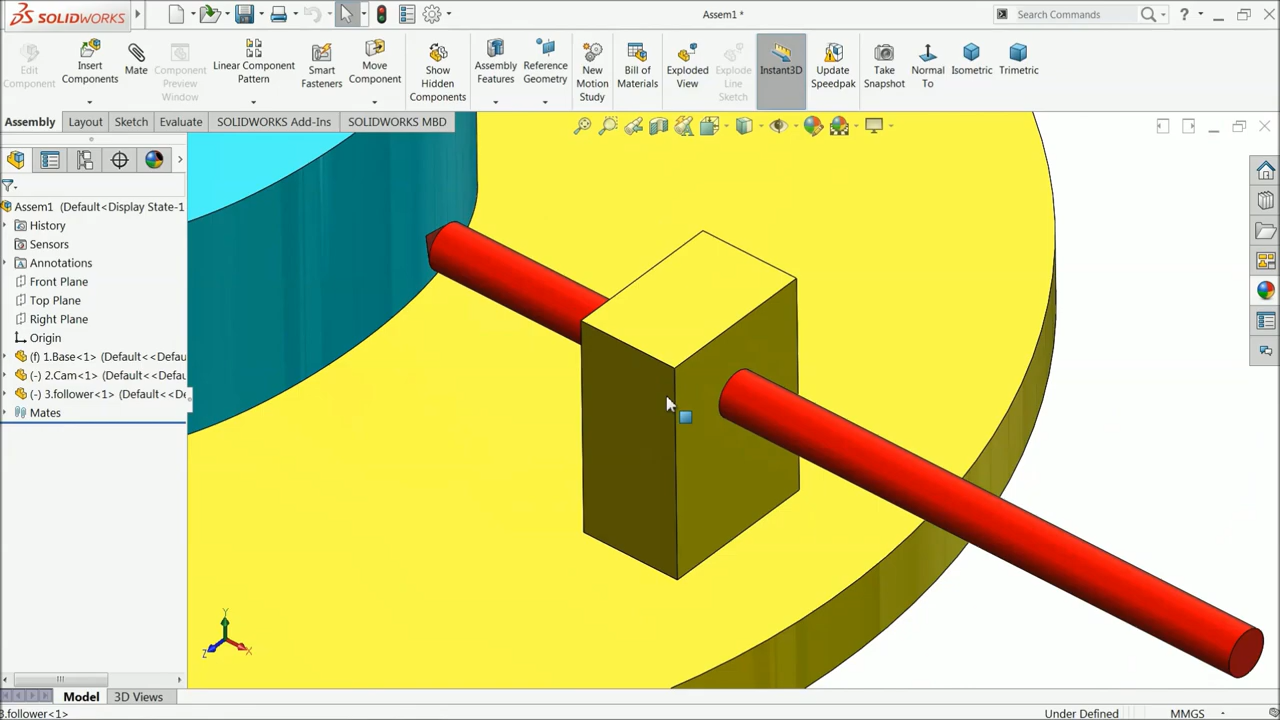 SOLIDWORKS
Assem1 *
Search Commands
?
Edit
Component
Insert
Components
Mate
Component
Preview
Window
Linear Component
Pattern
Smart
Fasteners
Move
Component
Show
Hidden
Components
Assembly
Features
Reference
Geometry
New
Motion
Study
Bill of
Materials
Exploded
View
Explode
Line
Sketch
Instant3D
Update
Speedpak
Take
Snapshot
Normal
To
Isometric
Trimetric
Assembly
Layout
Sketch
Evaluate
SOLIDWORKS Add-Ins
SOLIDWORKS MBD
Assem1 (Default<Display State-1
History
Sensors
Annotations
Front Plane
Top Plane
Right Plane
Origin
(f) 1.Base<1> (Default<<Defau
(-) 2.Cam<1> (Default<<Defau
(-) 3.follower<1> (Default<<De
Mates
Y
Z
X
Model
3D Views
3.follower<1>
Under Defined
MMGS